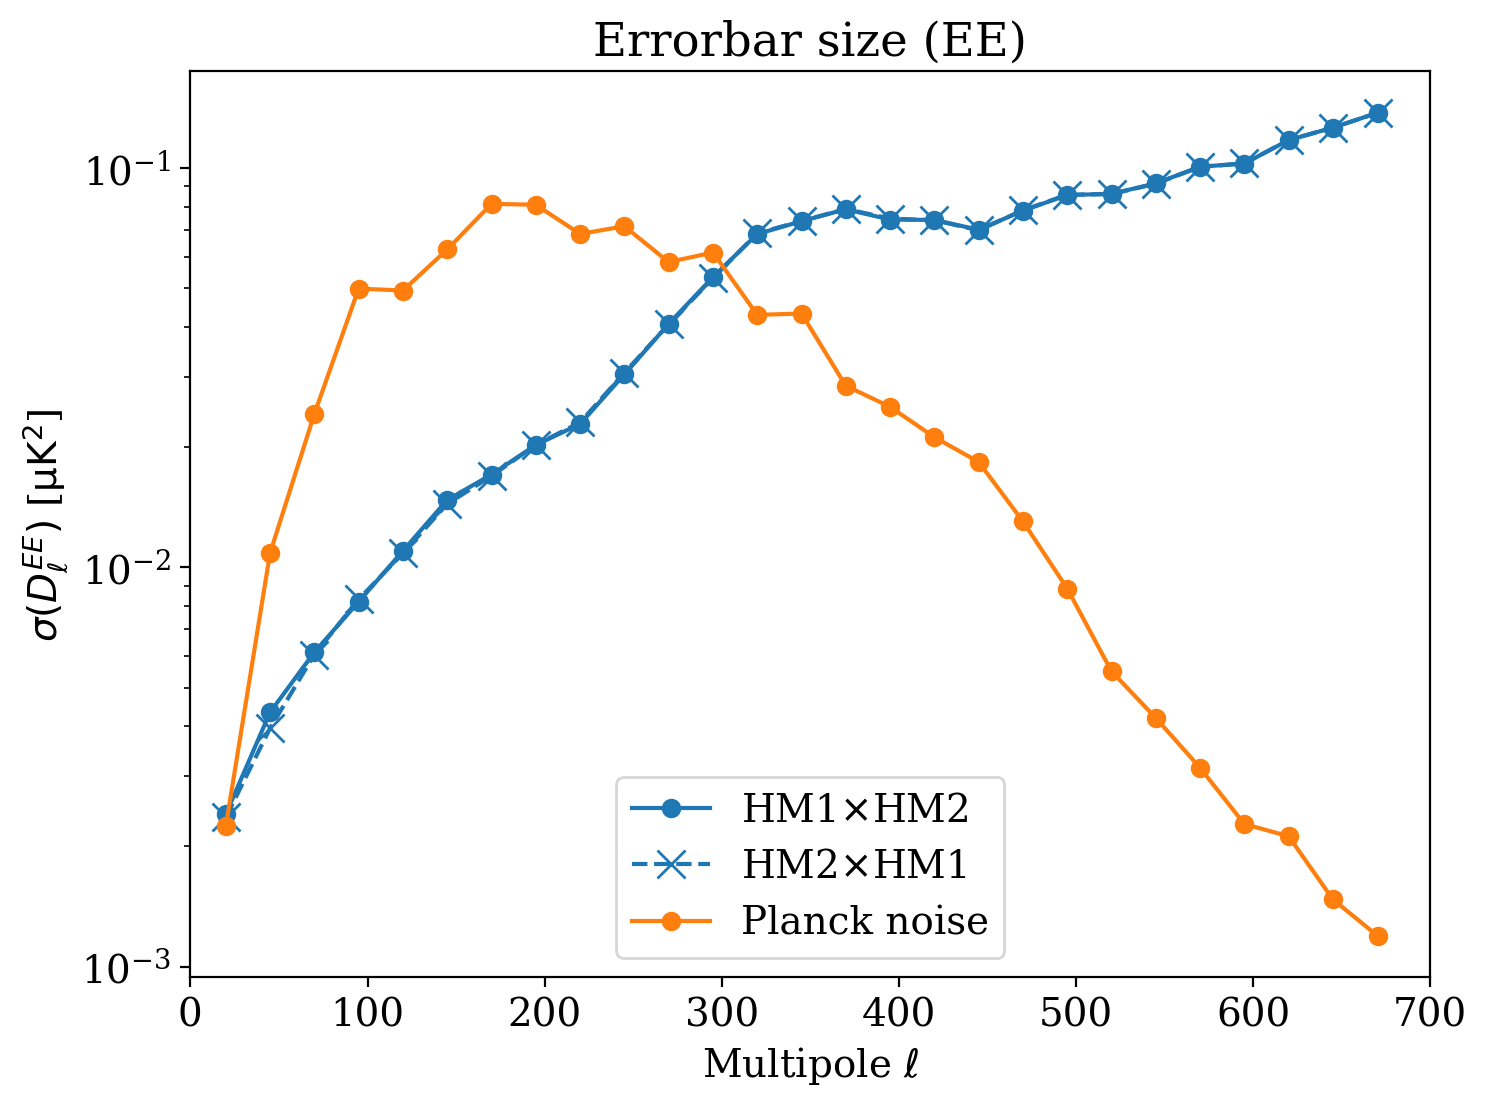 Errorbar size (EE)
σ(D_ℓ^{EE}) [μK²]
10⁻¹
10⁻²
10⁻³
HM1×HM2
HM2×HM1
Planck noise
0 100 200 300 400 500 600 700
Multipole ℓ